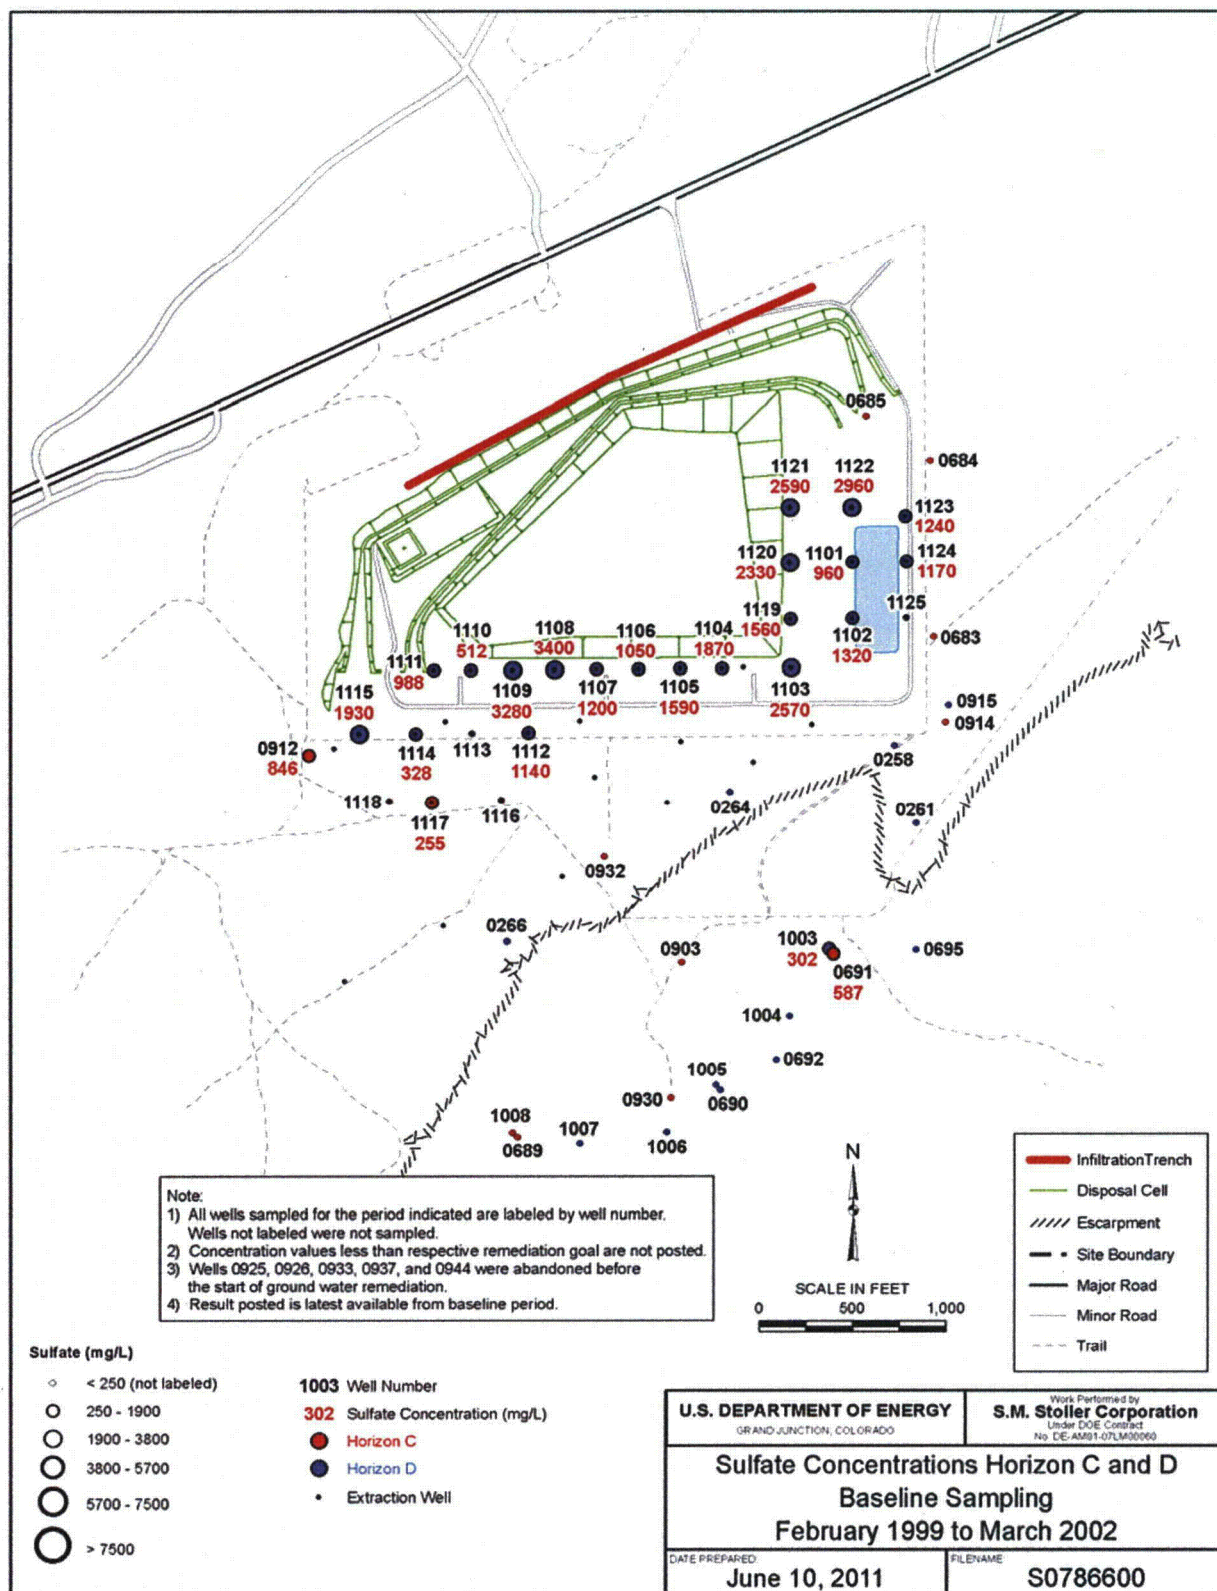 0685
0684
1121
2590
1122
2960
1123
1240
1120
2330
1101
960
1124
1170
1125
1119
1560
1102
1320
0683
1110
512
1108
3400
1106
1050
1104
1870
1111
988
1109
3280
1107
1200
1105
1590
1103
2570
1115
1930
0915
0914
0912
846
1114
328
1113
1112
1140
0258
1118
1117
255
1116
0264
0261
0932
0266
0903
1003
302
0691
587
0695
1004
0692
1005
0690
0930
1008
0689
1007
1006
N
SCALE IN FEET
0 500 1,000
InfiltrationTrench
Disposal Cell
Escarpment
Site Boundary
Major Road
Minor Road
Trail
Note:
1) All wells sampled for the period indicated are labeled by well number.
Wells not labeled were not sampled.
2) Concentration values less than respective remediation goal are not posted.
3) Wells 0925, 0926, 0933, 0937, and 0944 were abandoned before
the start of ground water remediation.
4) Result posted is latest available from baseline period.
Sulfate (mg/L)
< 250 (not labeled)
250 - 1900
1900 - 3800
3800 - 5700
5700 - 7500
> 7500
1003 Well Number
302 Sulfate Concentration (mg/L)
Horizon C
Horizon D
Extraction Well
U.S. DEPARTMENT OF ENERGY
GRAND JUNCTION, COLORADO
Work Performed by
S.M. Stoller Corporation
Under DOE Contract
No. DE-AM01-07LM00060
Sulfate Concentrations Horizon C and D
Baseline Sampling
February 1999 to March 2002
DATE PREPARED:
June 10, 2011
FILENAME
S0786600